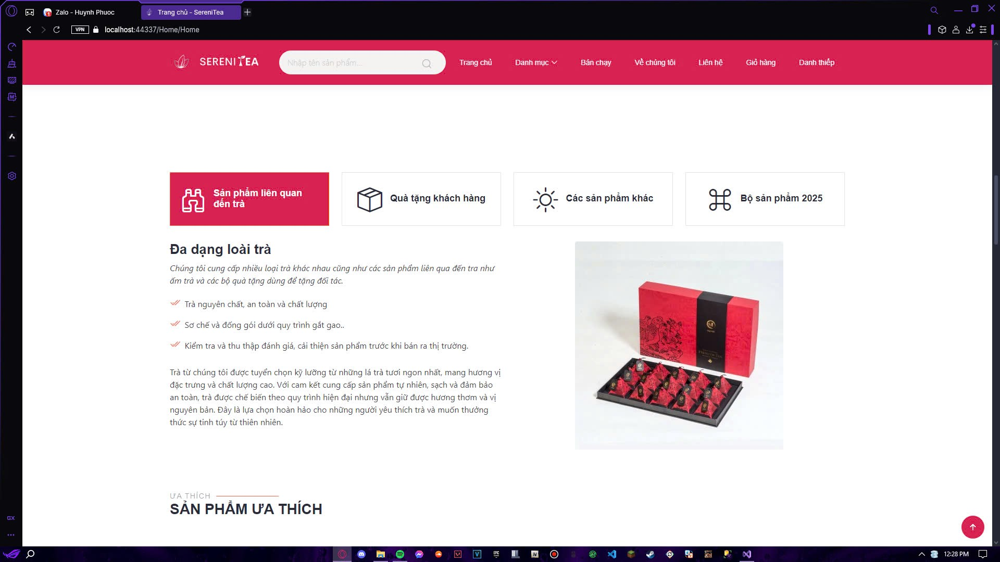 Zalo - Huynh Phuoc
Trang chủ - SereniTea
VPN
localhost:44337/Home/Home
SERENITEA
Nhập tên sản phẩm...
Trang chủ
Danh mục
Bán chạy
Về chúng tôi
Liên hệ
Giỏ hàng
Danh thiếp
Sản phẩm liên quan
đến trà
Quà tặng khách hàng
Các sản phẩm khác
Bộ sản phẩm 2025
Đa dạng loài trà
Chúng tôi cung cấp nhiều loại trà khác nhau cũng như các sản phẩm liên qua đến tra như
ấm trà và các bộ quà tặng dùng để tặng đối tác.
Trà nguyên chất, an toàn và chất lượng
Sơ chế và đống gói dưới quy trình gắt gao..
Kiểm tra và thu thập đánh giá, cải thiện sản phẩm trước khi bán ra thị trường.
Trà từ chúng tôi được tuyển chọn kỹ lưỡng từ những lá trà tươi ngon nhất, mang hương vị
đặc trưng và chất lượng cao. Với cam kết cung cấp sản phẩm tự nhiên, sạch và đảm bảo
an toàn, trà được chế biến theo quy trình hiện đại nhưng vẫn giữ được hương thơm và vị
nguyên bản. Đây là lựa chọn hoàn hảo cho những người yêu thích trà và muốn thưởng
thức sự tinh túy từ thiên nhiên.
PREMIUM TEA
ƯA THÍCH
SẢN PHẨM ƯA THÍCH
GX
12:28 PM